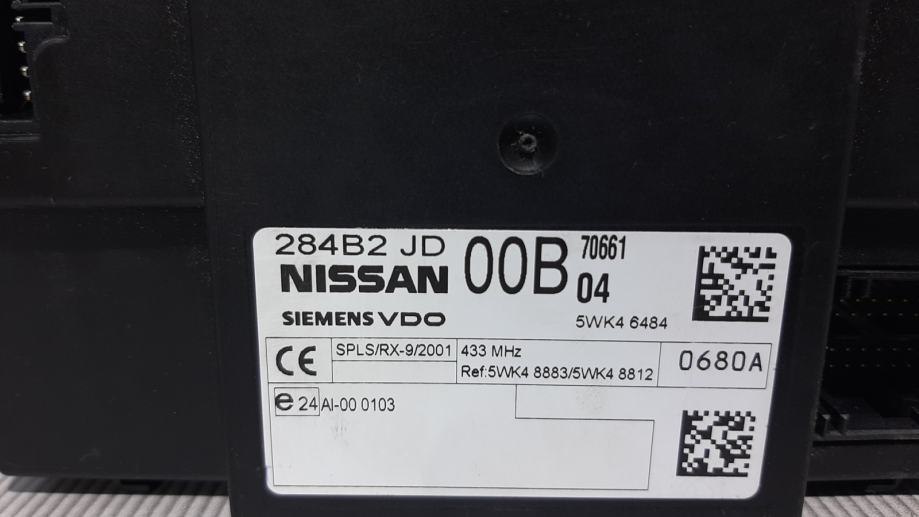 284B2 JD 00B 70661
NISSAN 04
SIEMENS VDO 5WK4 6484
CE SPLS/RX-9/2001 433 MHz 0680A
Ref:5WK4 8883/5WK4 8812
e 24 AI-00 0103